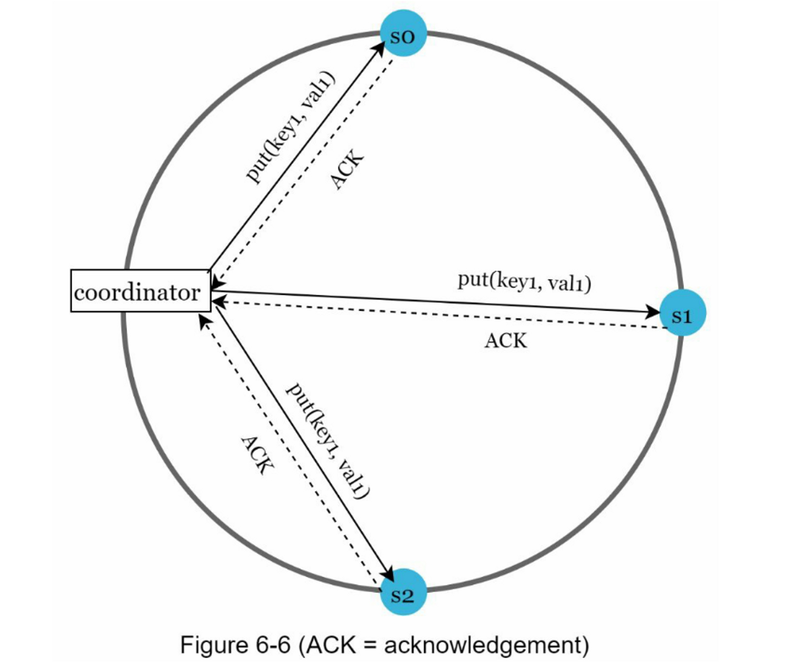 s0
put(key1, val1)
ACK
coordinator
put(key1, val1)
s1
ACK
put(key1, val1)
ACK
s2
Figure 6-6 (ACK = acknowledgement)